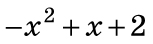 −x² + x + 2